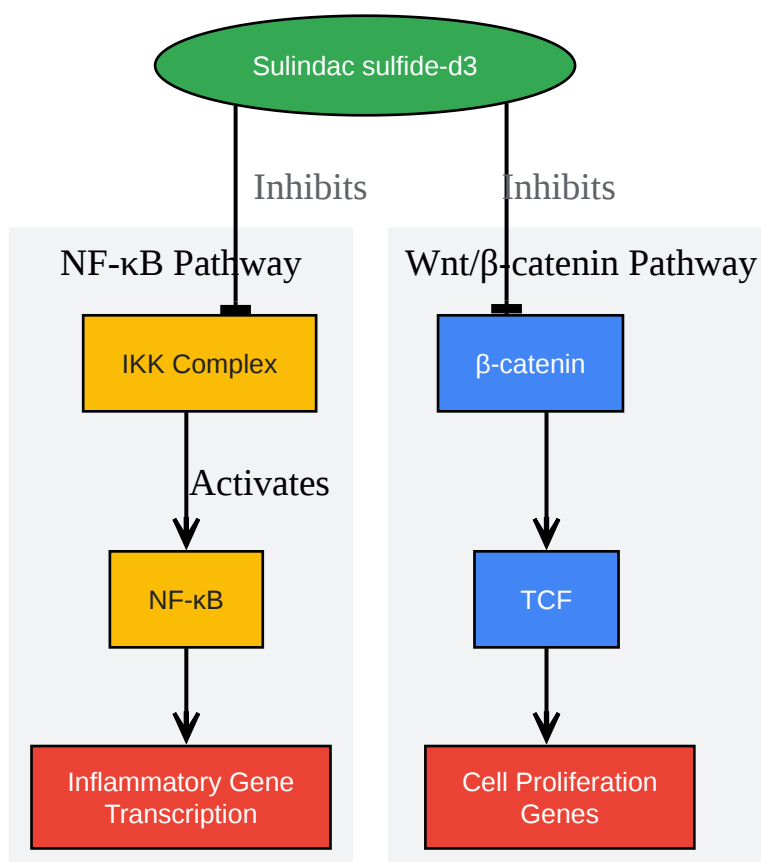 Sulindac sulfide-d3
Inhibits
Inhibits
NF-κB Pathway
Wnt/β-catenin Pathway
IKK Complex
β-catenin
Activates
NF-κB
TCF
Inflammatory Gene
Transcription
Cell Proliferation
Genes